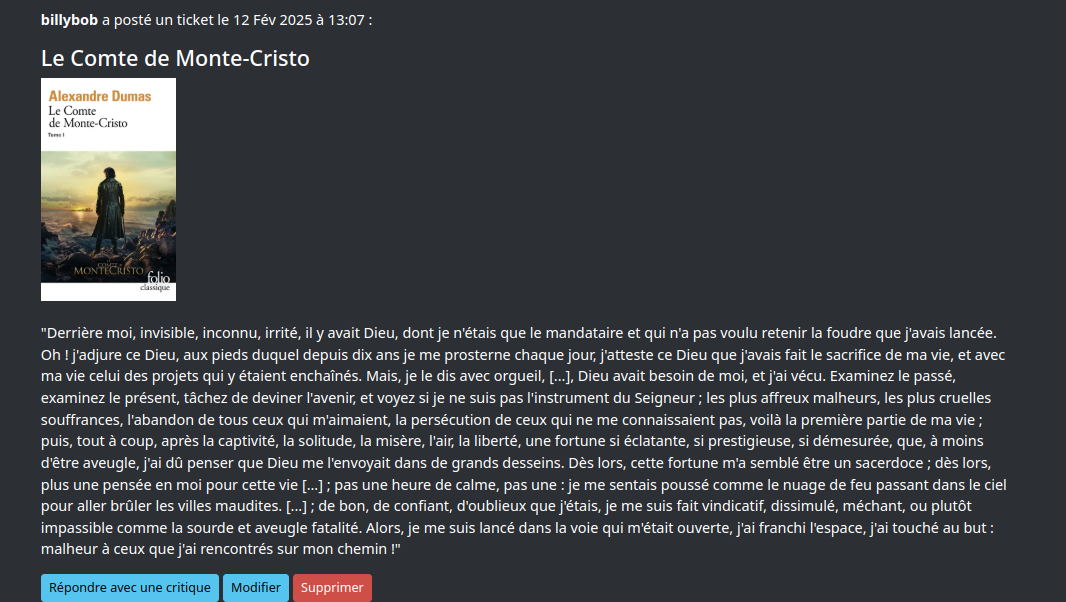 billybob a posté un ticket le 12 Fév 2025 à 13:07 :
Le Comte de Monte-Cristo
Alexandre Dumas
Le Comte
de Monte-Cristo
Tome I
LE COMTE DE
MONTE-CRISTO
folio
classique
"Derrière moi, invisible, inconnu, irrité, il y avait Dieu, dont je n'étais que le mandataire et qui n'a pas voulu retenir la foudre que j'avais lancée.
Oh ! j'adjure ce Dieu, aux pieds duquel depuis dix ans je me prosterne chaque jour, j'atteste ce Dieu que j'avais fait le sacrifice de ma vie, et avec
ma vie celui des projets qui y étaient enchaînés. Mais, je le dis avec orgueil, [...], Dieu avait besoin de moi, et j'ai vécu. Examinez le passé,
examinez le présent, tâchez de deviner l'avenir, et voyez si je ne suis pas l'instrument du Seigneur ; les plus affreux malheurs, les plus cruelles
souffrances, l'abandon de tous ceux qui m'aimaient, la persécution de ceux qui ne me connaissaient pas, voilà la première partie de ma vie ;
puis, tout à coup, après la captivité, la solitude, la misère, l'air, la liberté, une fortune si éclatante, si prestigieuse, si démesurée, que, à moins
d'être aveugle, j'ai dû penser que Dieu me l'envoyait dans de grands desseins. Dès lors, cette fortune m'a semblé être un sacerdoce ; dès lors,
plus une pensée en moi pour cette vie [...] ; pas une heure de calme, pas une : je me sentais poussé comme le nuage de feu passant dans le ciel
pour aller brûler les villes maudites. [...] ; de bon, de confiant, d'oublieux que j'étais, je me suis fait vindicatif, dissimulé, méchant, ou plutôt
impassible comme la sourde et aveugle fatalité. Alors, je me suis lancé dans la voie qui m'était ouverte, j'ai franchi l'espace, j'ai touché au but :
malheur à ceux que j'ai rencontrés sur mon chemin !"
Répondre avec une critique
Modifier
Supprimer